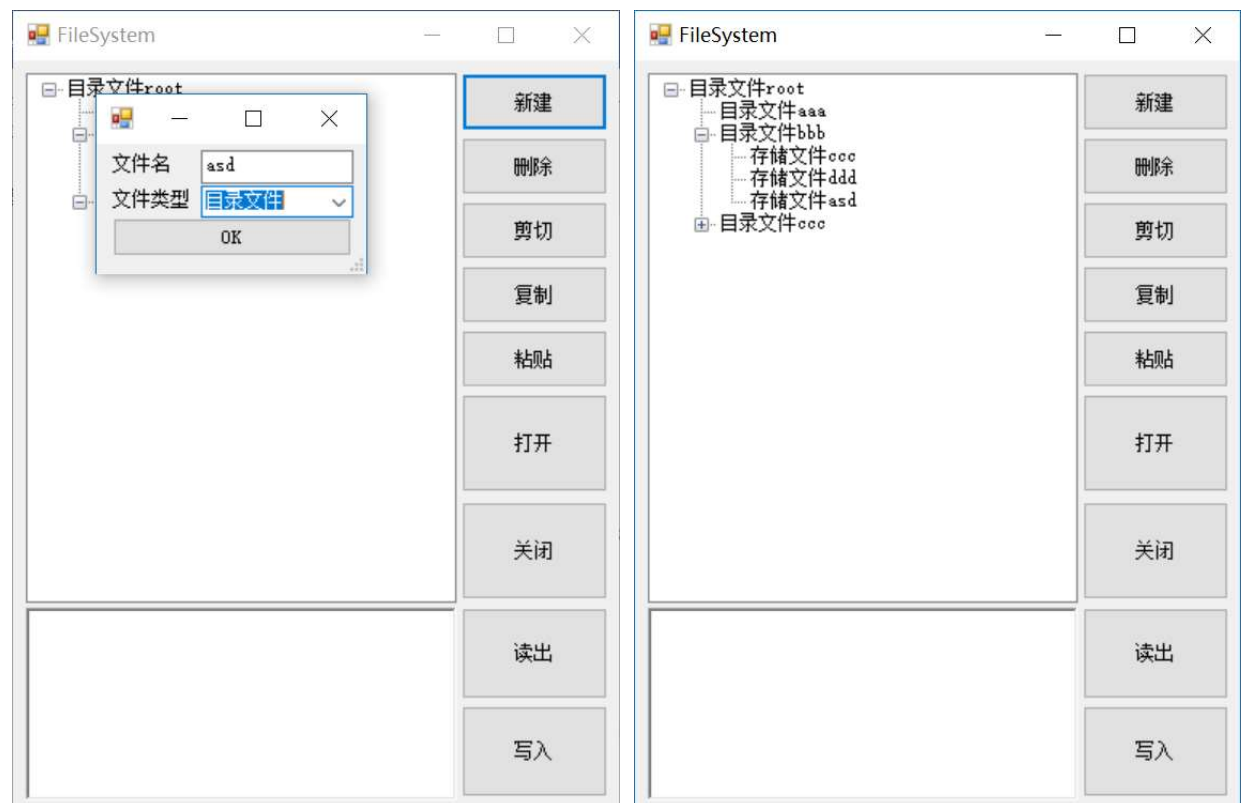 FileSystem
目录文件root
文件名 asd
文件类型 目录文件
OK
新建
删除
剪切
复制
粘贴
打开
关闭
读出
写入
FileSystem
目录文件root
目录文件aaa
目录文件bbb
存储文件ccc
存储文件ddd
存储文件asd
目录文件ccc
新建
删除
剪切
复制
粘贴
打开
关闭
读出
写入